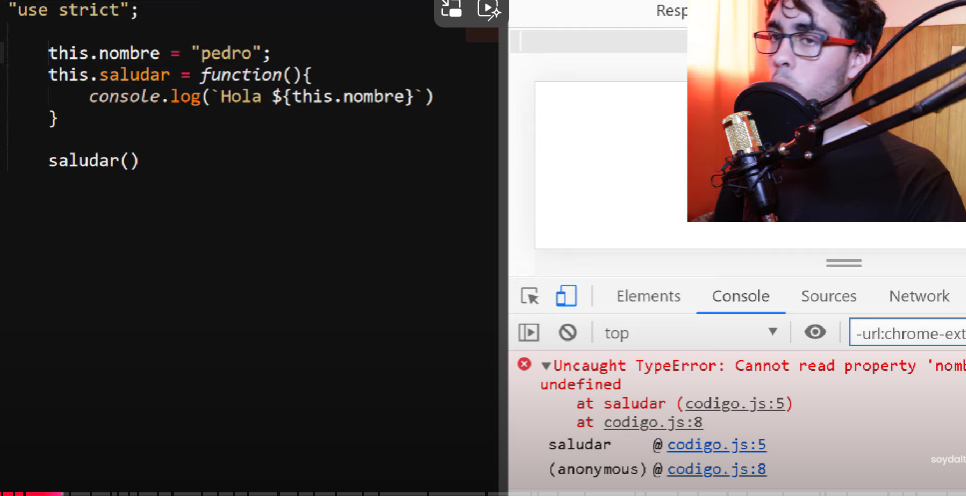 "use strict";
this.nombre = "pedro";
this.saludar = function(){
console.log(`Hola ${this.nombre}`)
}
saludar()
Elements Console Sources Network
top
-url:chrome-ext
Uncaught TypeError: Cannot read property 'nomb
undefined
at saludar (codigo.js:5)
at codigo.js:8
saludar @ codigo.js:5
(anonymous) @ codigo.js:8
soydalt